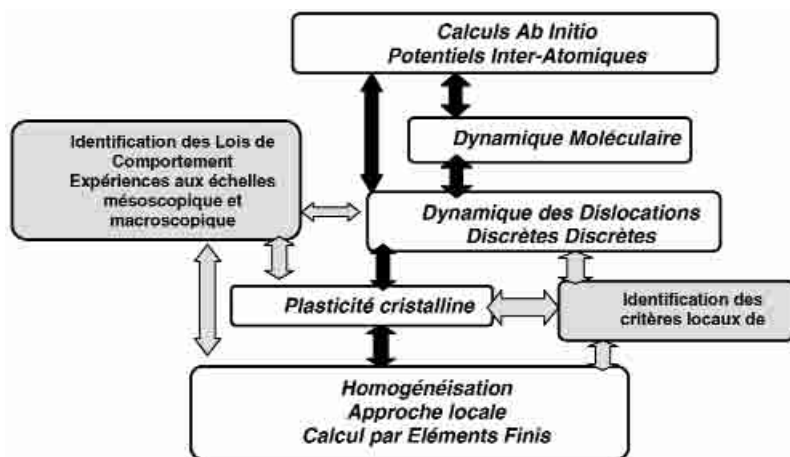 Calculs Ab Initio
Potentiels Inter-Atomiques
Dynamique Moléculaire
Identification des Lois de
Comportement
Expériences aux échelles
mésoscopique et
macroscopique
Dynamique des Dislocations
Discrètes Discrètes
Plasticité cristalline
Identification des
critères locaux de
Homogénéisation
Approche locale
Calcul par Eléments Finis